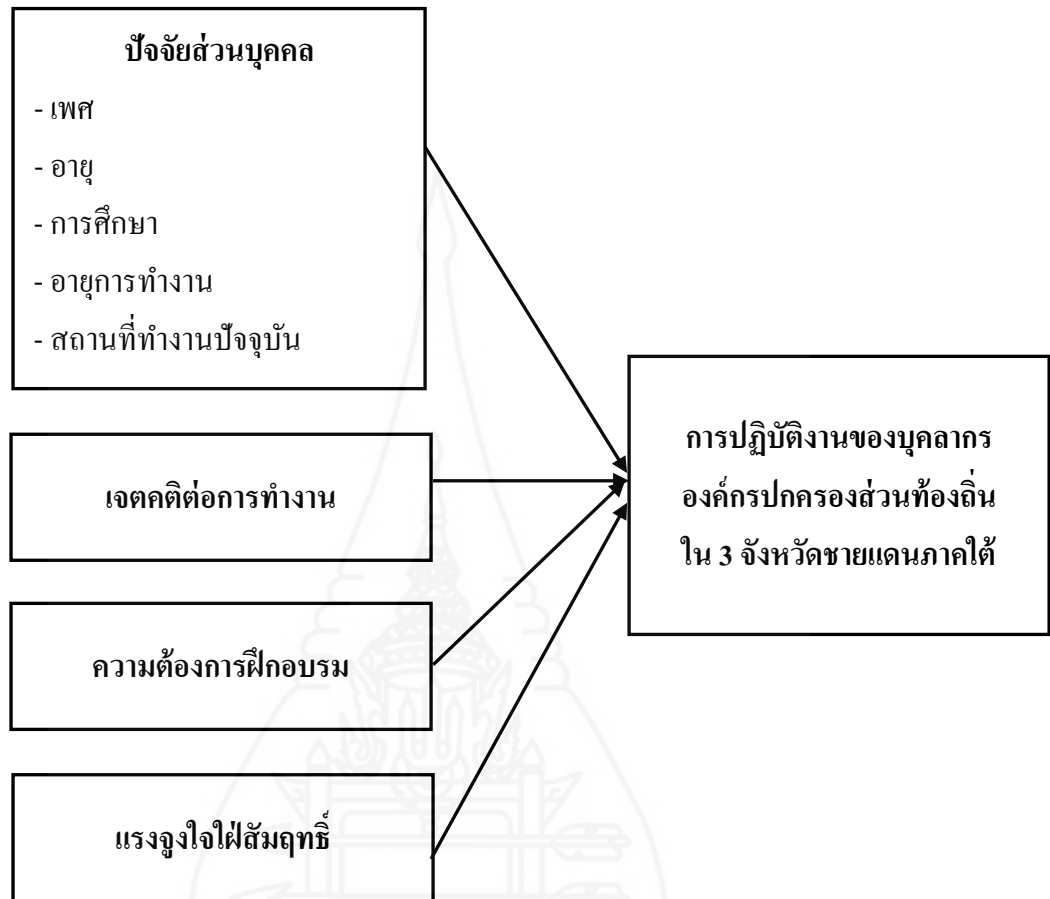 ปัจจัยส่วนบุคคล
- เพศ
- อายุ
- การศึกษา
- อายุการทำงาน
- สถานที่ทำงานปัจจุบัน
เจตคติต่อการทำงาน
ความต้องการฝึกอบรม
แรงจูงใจใฝ่สัมฤทธิ์
การปฏิบัติงานของบุคลากร
องค์กรปกครองส่วนท้องถิ่น
ใน 3 จังหวัดชายแดนภาคใต้